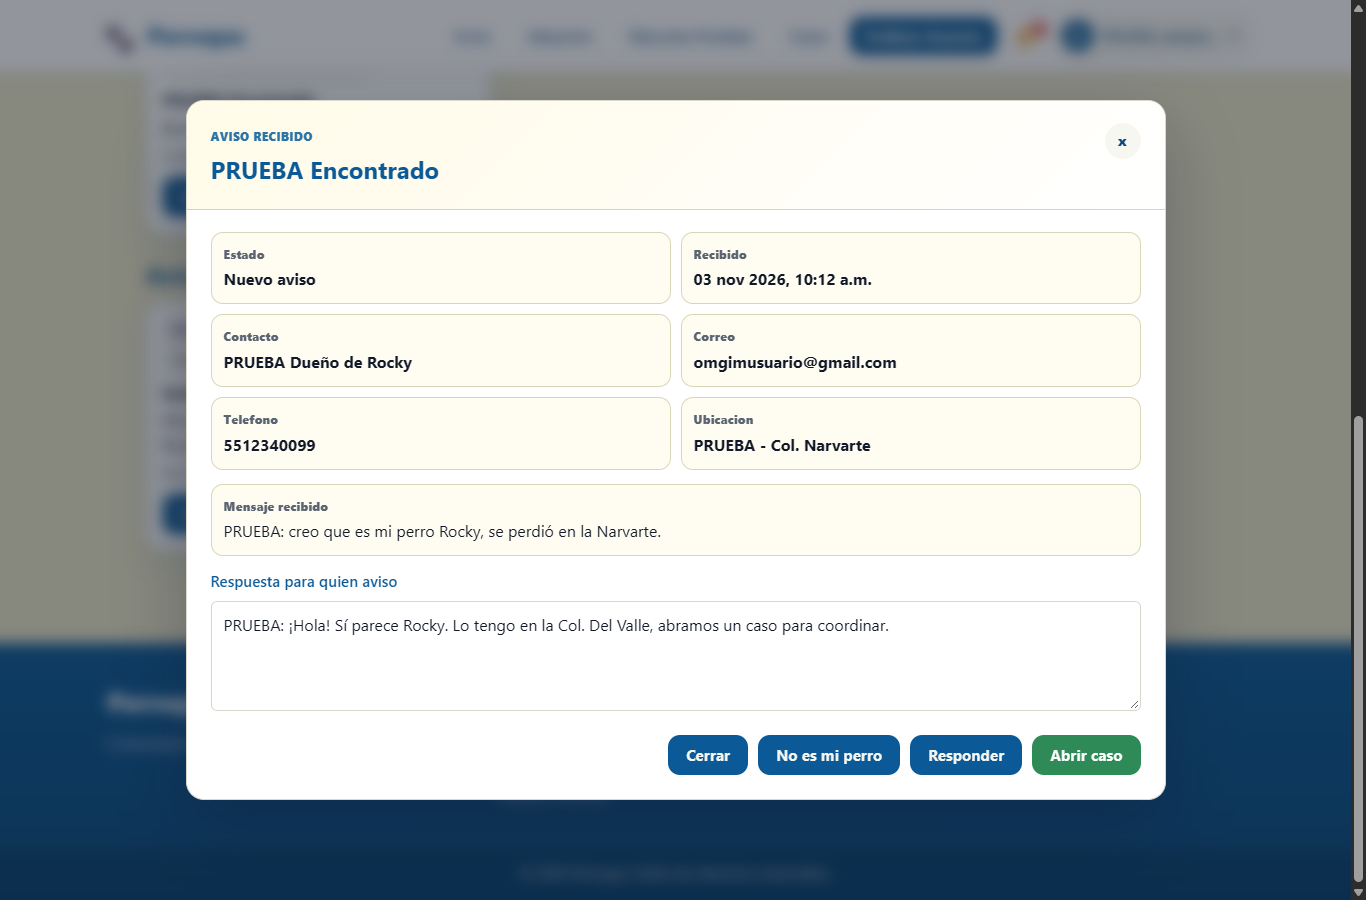 AVISO RECIBIDO
x
PRUEBA Encontrado
Estado
Nuevo aviso
Recibido
03 nov 2026, 10:12 a.m.
Contacto
PRUEBA Dueño de Rocky
Correo
omgimusuario@gmail.com
Telefono
5512340099
Ubicacion
PRUEBA - Col. Narvarte
Mensaje recibido
PRUEBA: creo que es mi perro Rocky, se perdió en la Narvarte.
Respuesta para quien aviso
PRUEBA: ¡Hola! Sí parece Rocky. Lo tengo en la Col. Del Valle, abramos un caso para coordinar.
Cerrar
No es mi perro
Responder
Abrir caso